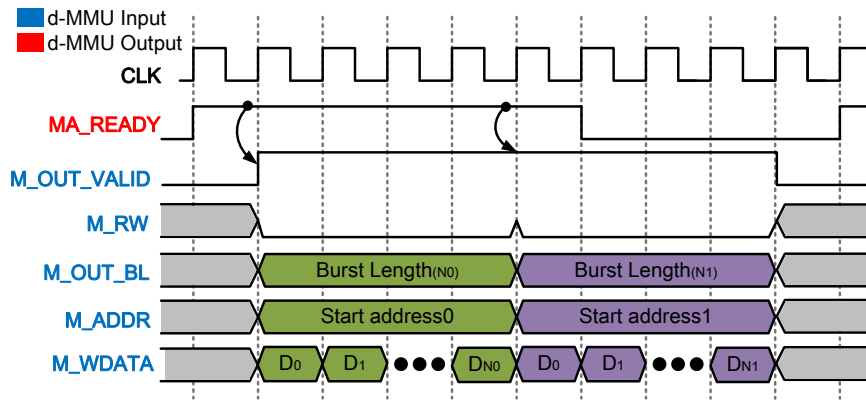 d-MMU Input
d-MMU Output
CLK
MA_READY
M_OUT_VALID
M_RW
M_OUT_BL Burst Length(N0) Burst Length(N1)
M_ADDR Start address0 Start address1
M_WDATA D0 D1 ●●● DN0 D0 D1 ●●● DN1